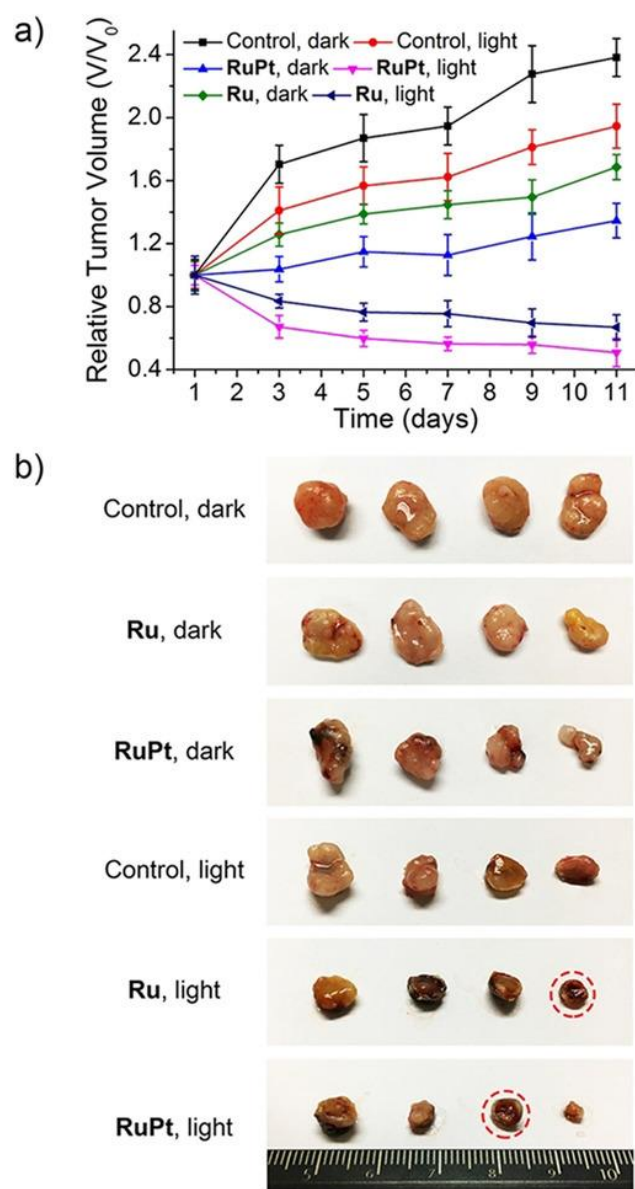 a)
Relative Tumor Volume (V/V₀)
2.4
2.0
1.6
1.2
0.8
0.4
Control, dark Control, light
RuPt, dark RuPt, light
Ru, dark Ru, light
1 2 3 4 5 6 7 8 9 10 11
Time (days)
b)
Control, dark
Ru, dark
RuPt, dark
Control, light
Ru, light
RuPt, light
5 6 7 8 9 10